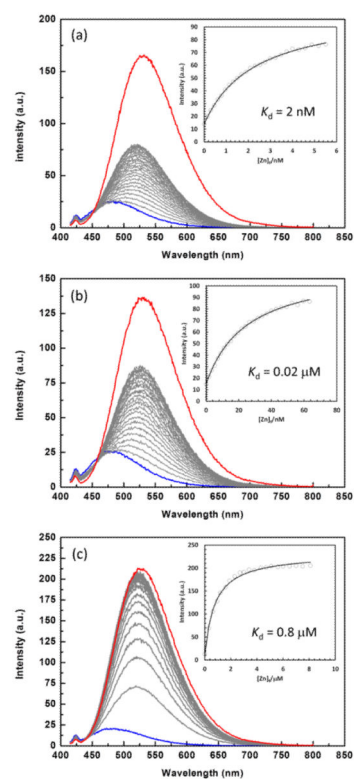 (a)
200
175
150
125
100
75
50
25
0
400 450 500 550 600 650 700 750 800 850
Wavelength (nm)
intensity (a.u.)
90
80
70
60
50
40
30
20
10
0
0 1 2 3 4 5 6
Intensity (a.u.)
[Zn]f/nM
Kd = 2 nM
(b)
175
150
125
100
75
50
25
0
400 450 500 550 600 650 700 750 800 850
Wavelength (nm)
Intensity (a.u.)
100
90
80
70
60
50
40
30
20
10
0
0 20 40 60 80
Intensity (a.u.)
[Zn]f/nM
Kd = 0.02 μM
(c)
250
225
200
175
150
125
100
75
50
25
0
400 450 500 550 600 650 700 750 800 850
Wavelength (nm)
Intensity (a.u.)
250
200
150
100
50
0
0 2 4 6 8 10
Intensity (a.u.)
[Zn]f/μM
Kd = 0.8 μM